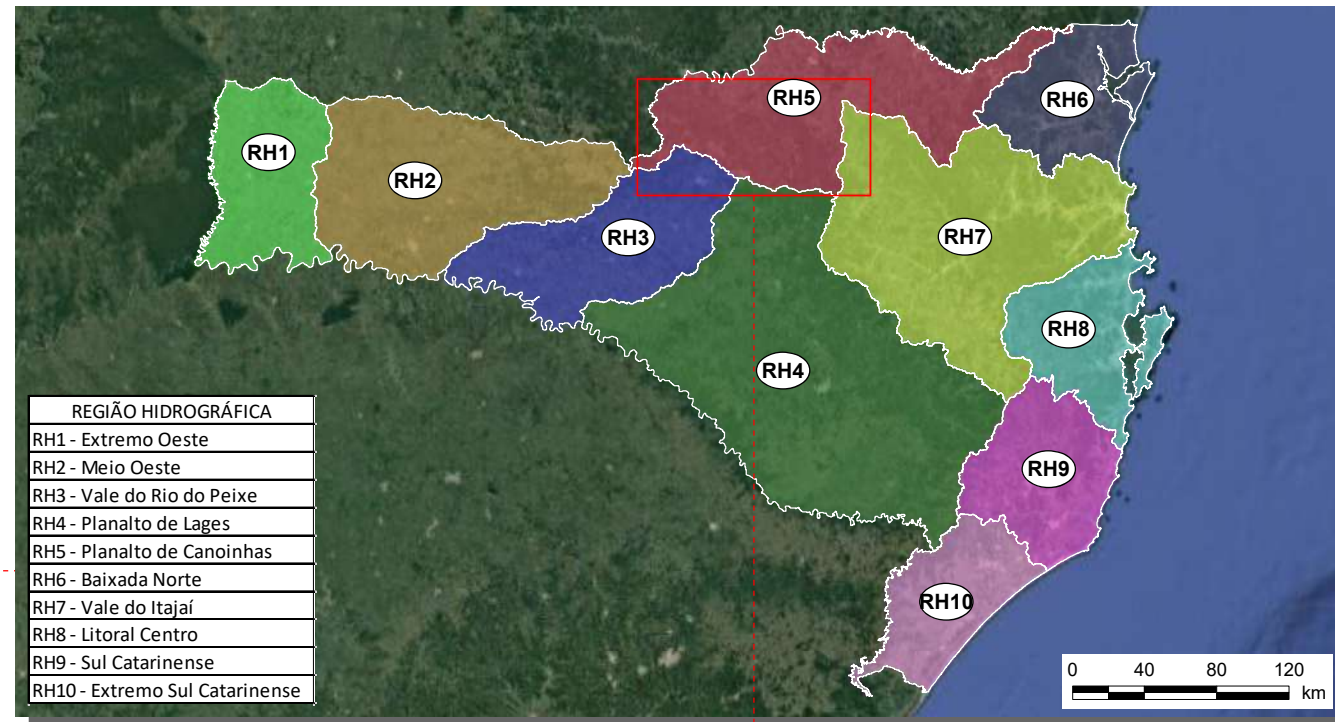 RH1
RH2
RH3
RH4
RH5
RH6
RH7
RH8
RH9
RH10
REGIÃO HIDROGRÁFICA
RH1 - Extremo Oeste
RH2 - Meio Oeste
RH3 - Vale do Rio do Peixe
RH4 - Planalto de Lages
RH5 - Planalto de Canoinhas
RH6 - Baixada Norte
RH7 - Vale do Itajaí
RH8 - Litoral Centro
RH9 - Sul Catarinense
RH10 - Extremo Sul Catarinense
0 40 80 120
km